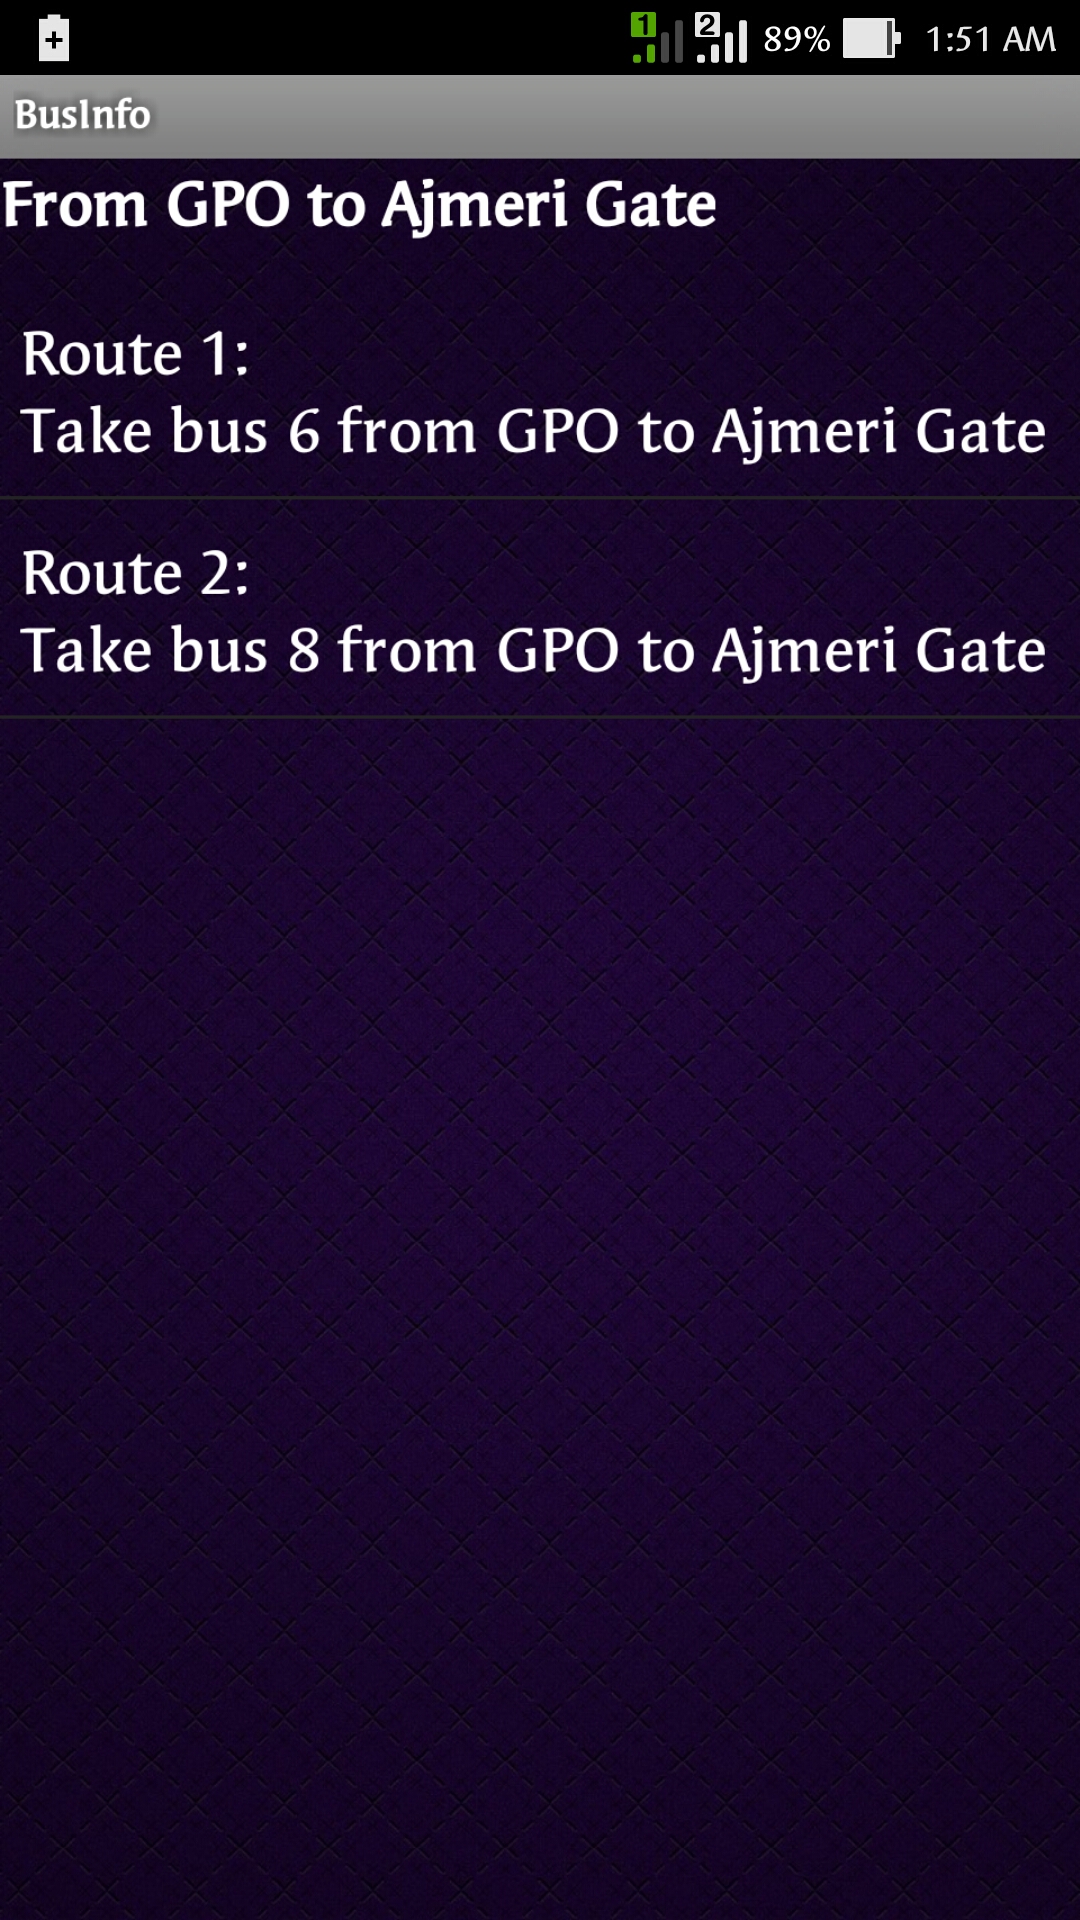 1 2 89% 1:51 AM
BusInfo
From GPO to Ajmeri Gate
Route 1:
Take bus 6 from GPO to Ajmeri Gate
Route 2:
Take bus 8 from GPO to Ajmeri Gate